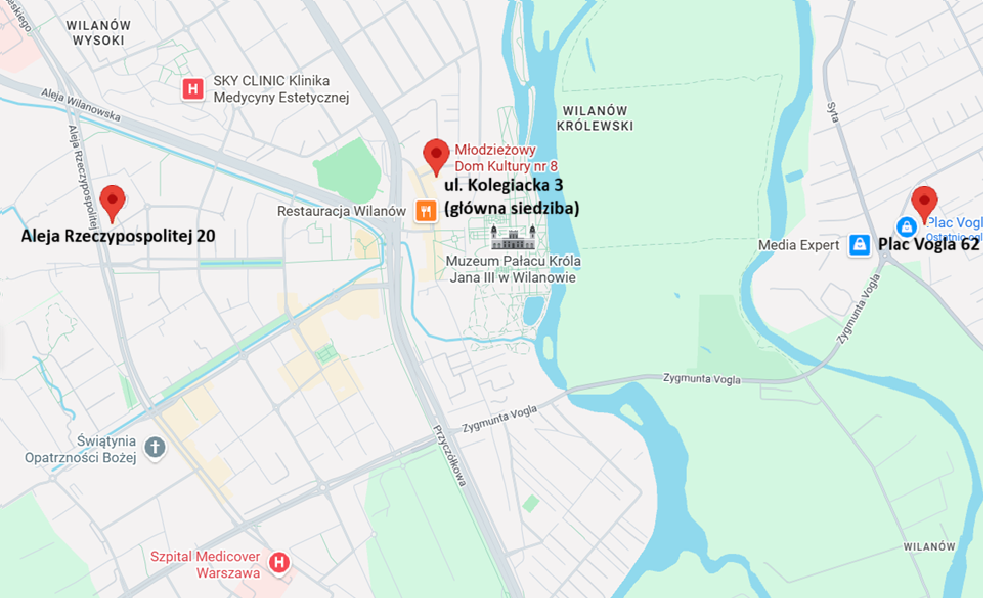 WILANÓW
WYSOKI
SKY CLINIC Klinika
Medycyny Estetycznej
Aleja Wilanowska
Aleja Rzeczypospolitej
WILANÓW
KRÓLEWSKI
Syta
Młodzieżowy
Dom Kultury nr 8
ul. Kolegiacka 3
(główna siedziba)
Restauracja Wilanów
Aleja Rzeczypospolitej 20
Muzeum Pałacu Króla
Jana III w Wilanowie
Plac Vogl
Media Expert
Plac Vogla 62
Zygmunta Vogla
Zygmunta Vogla
Zygmunta Vogla
Przyczółkowa
Świątynia
Opatrzności Bożej
Szpital Medicover
Warszawa
WILANÓW